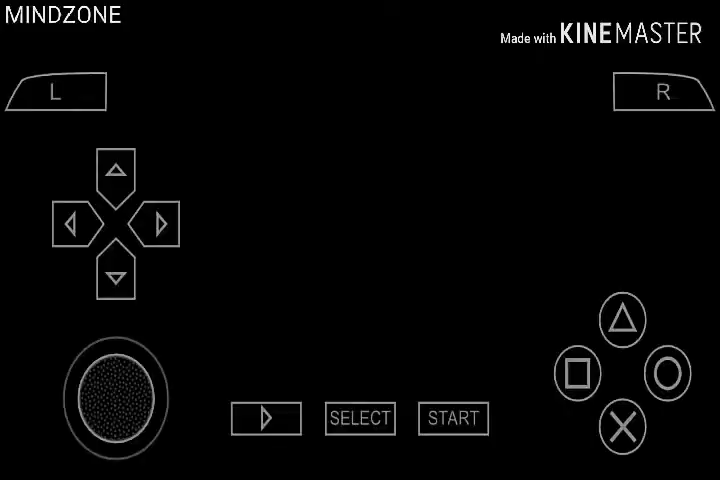 MINDZONE
Made with KINEMASTER
L
R
SELECT
START